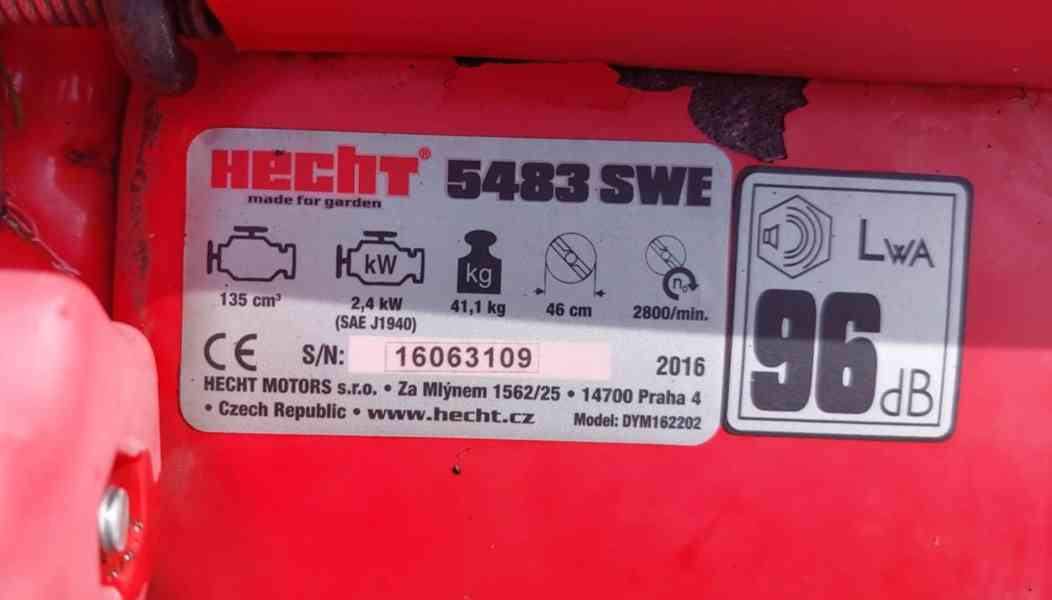 HECHT® 5483 SWE
made for garden
kW
kg
n₀
135 cm³
2,4 kW
(SAE J1940)
41,1 kg
46 cm
2800/min.
CE S/N: 16063109 2016
HECHT MOTORS s.r.o. • Za Mlýnem 1562/25 • 14700 Praha 4
• Czech Republic • www.hecht.cz Model: DYM162202
LWA
96 dB